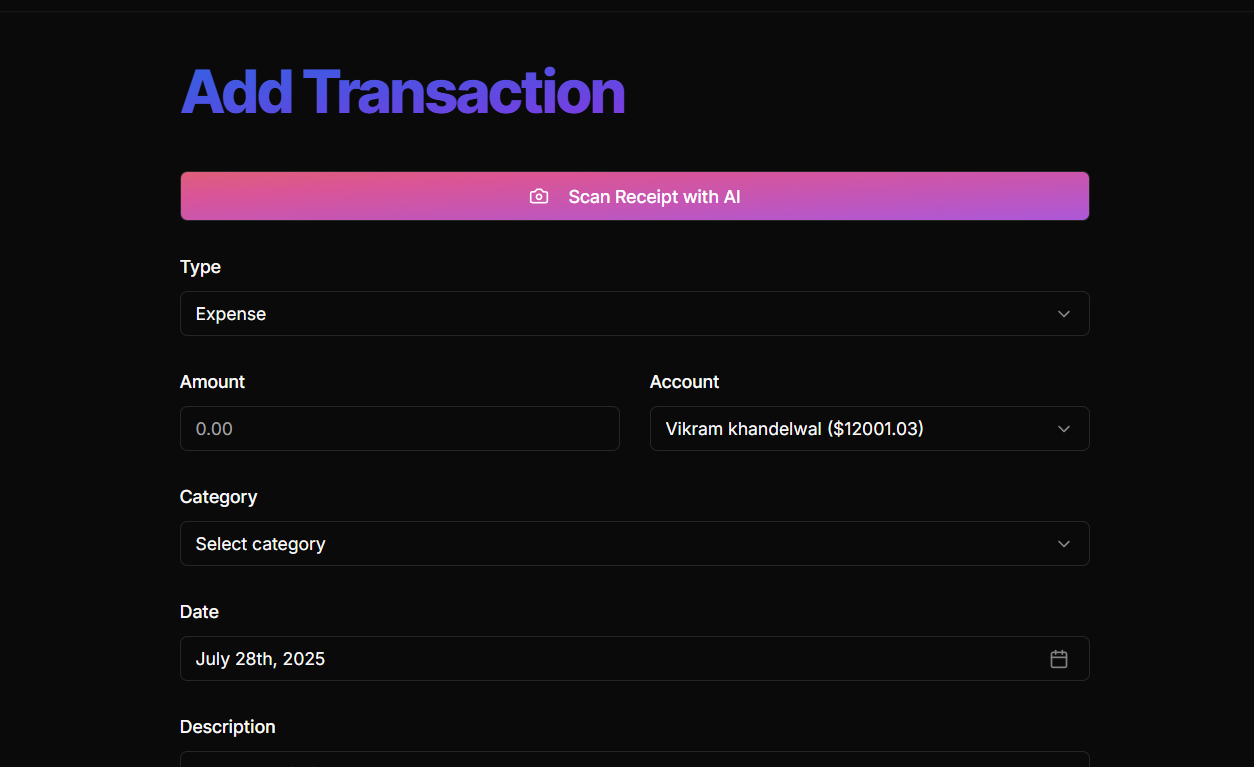 Add Transaction
Scan Receipt with AI
Type
Expense
Amount
Account
0.00
Vikram khandelwal ($12001.03)
Category
Select category
Date
July 28th, 2025
Description